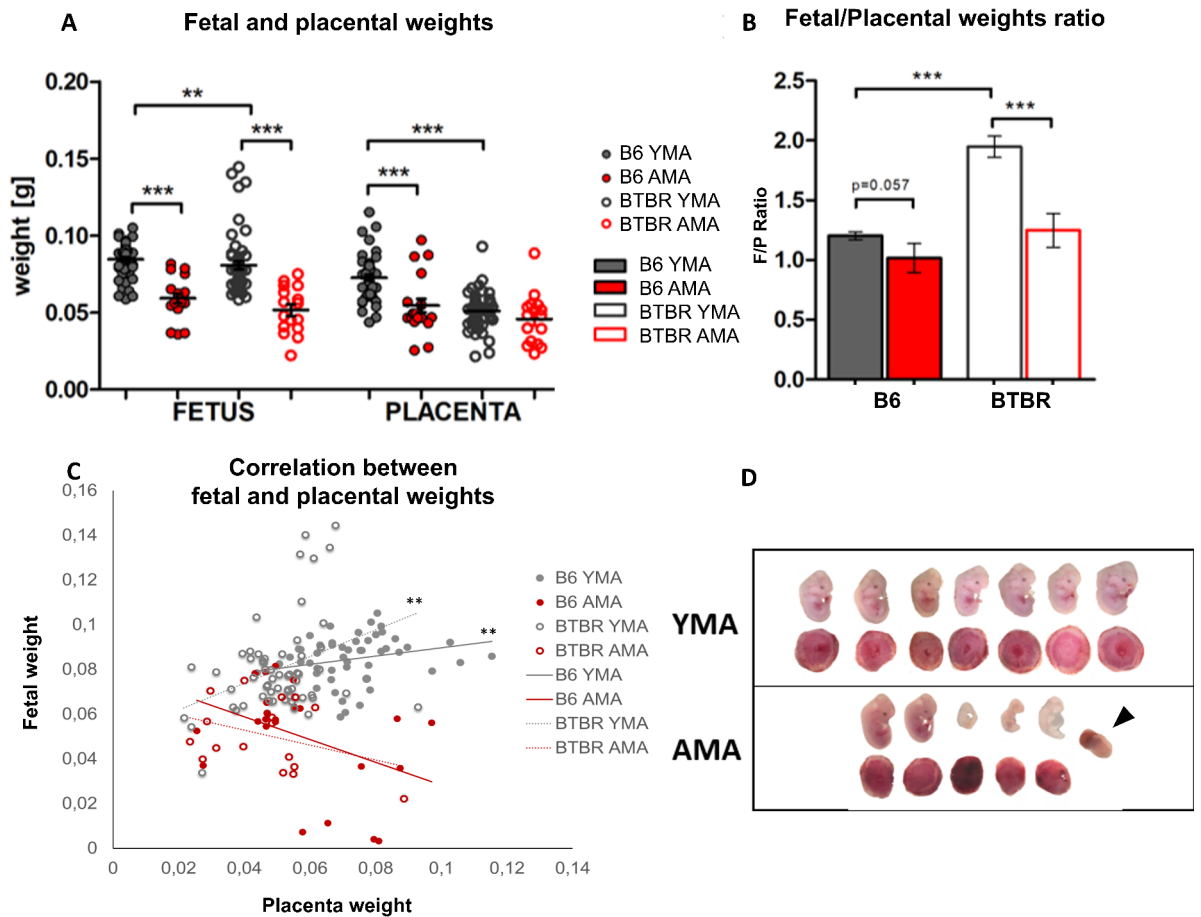 A
Fetal and placental weights
weight [g]
0.20
0.15
0.10
0.05
0.00
**
***
***
***
***
FETUS
PLACENTA
B6 YMA
B6 AMA
BTBR YMA
BTBR AMA
B6 YMA
B6 AMA
BTBR YMA
BTBR AMA
B
Fetal/Placental weights ratio
F/P Ratio
2.5
2.0
1.5
1.0
0.5
0.0
***
***
p=0.057
B6
BTBR
C
Correlation between
fetal and placental weights
Fetal weight
0,16
0,14
0,12
0,1
0,08
0,06
0,04
0,02
0
**
**
B6 YMA
B6 AMA
BTBR YMA
BTBR AMA
B6 YMA
B6 AMA
BTBR YMA
BTBR AMA
0
0,02
0,04
0,06
0,08
0,1
0,12
0,14
Placenta weight
D
YMA
AMA